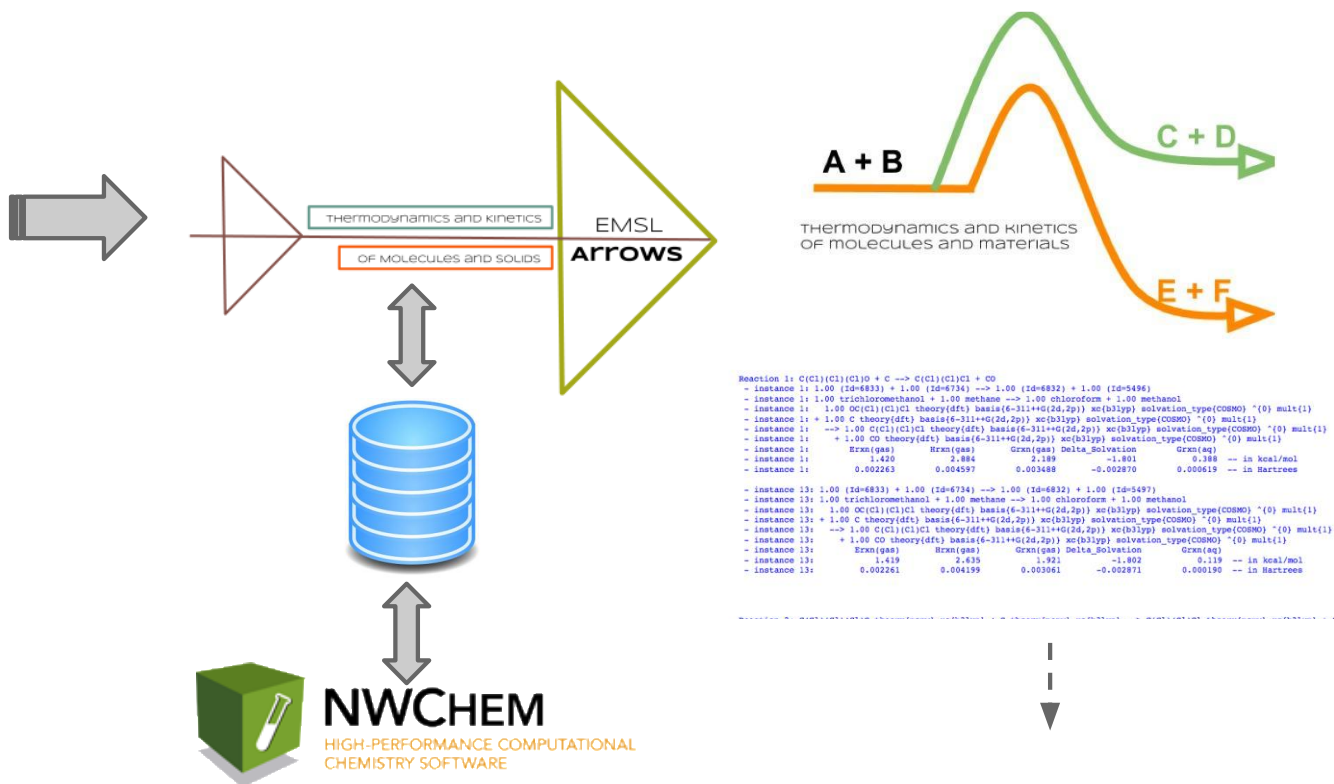 THERMODYNAMICS AND KINETICS
OF MOLECULES AND SOLIDS
EMSL
Arrows
A + B
C + D
E + F
THERMODYNAMICS AND KINETICS
OF MOLECULES AND MATERIALS
Reaction 1: C(Cl)(Cl)(Cl)O + C --> C(Cl)(Cl)Cl + CO
- instance 1: 1.00 (Id=6833) + 1.00 (Id=6734) --> 1.00 (Id=6832) + 1.00 (Id=5496)
- instance 1: 1.00 trichloromethanol + 1.00 methane --> 1.00 chloroform + 1.00 methanol
- instance 1: 1.00 OC(Cl)(Cl)Cl theory{dft} basis{6-311++G(2d,2p)} xc{b3lyp} solvation_type{COSMO} ^{0} mult{1}
- instance 1: + 1.00 C theory{dft} basis{6-311++G(2d,2p)} xc{b3lyp} solvation_type{COSMO} ^{0} mult{1}
- instance 1: --> 1.00 C(Cl)(Cl)Cl theory{dft} basis{6-311++G(2d,2p)} xc{b3lyp} solvation_type{COSMO} ^{0} mult{1}
- instance 1: + 1.00 CO theory{dft} basis{6-311++G(2d,2p)} xc{b3lyp} solvation_type{COSMO} ^{0} mult{1}
- instance 1: Erxn(gas) Hrxn(gas) Grxn(gas) Delta_Solvation Grxn(aq)
- instance 1: 1.420 2.884 2.189 -1.801 0.388 -- in kcal/mol
- instance 1: 0.002263 0.004597 0.003488 -0.002870 0.000619 -- in Hartrees
- instance 13: 1.00 (Id=6833) + 1.00 (Id=6734) --> 1.00 (Id=6832) + 1.00 (Id=5497)
- instance 13: 1.00 trichloromethanol + 1.00 methane --> 1.00 chloroform + 1.00 methanol
- instance 13: 1.00 OC(Cl)(Cl)Cl theory{dft} basis{6-311++G(2d,2p)} xc{b3lyp} solvation_type{COSMO} ^{0} mult{1}
- instance 13: + 1.00 C theory{dft} basis{6-311++G(2d,2p)} xc{b3lyp} solvation_type{COSMO} ^{0} mult{1}
- instance 13: --> 1.00 C(Cl)(Cl)Cl theory{dft} basis{6-311++G(2d,2p)} xc{b3lyp} solvation_type{COSMO} ^{0} mult{1}
- instance 13: + 1.00 CO theory{dft} basis{6-311++G(2d,2p)} xc{b3lyp} solvation_type{COSMO} ^{0} mult{1}
- instance 13: Erxn(gas) Hrxn(gas) Grxn(gas) Delta_Solvation Grxn(aq)
- instance 13: 1.419 2.635 1.921 -1.802 0.119 -- in kcal/mol
- instance 13: 0.002261 0.004199 0.003061 -0.002871 0.000190 -- in Hartrees
NWCHEM
HIGH-PERFORMANCE COMPUTATIONAL
CHEMISTRY SOFTWARE